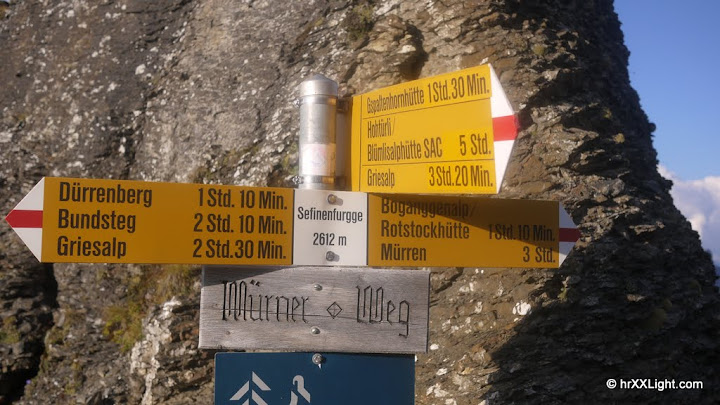 Gspaltenhornhütte 1 Std. 30 Min.
Hohtürli/
Blümlisalphütte SAC 5 Std.
Griesalp 3 Std. 20 Min.
Dürrenberg 1 Std. 10 Min.
Bundsteg 2 Std. 10 Min.
Griesalp 2 Std. 30 Min.
Sefinenfurgge
2612 m
Boganggenalp/
Rotstockhütte 1 Std. 10 Min.
Mürren 3 Std.
Mürner Weg
© hrXXLight.com